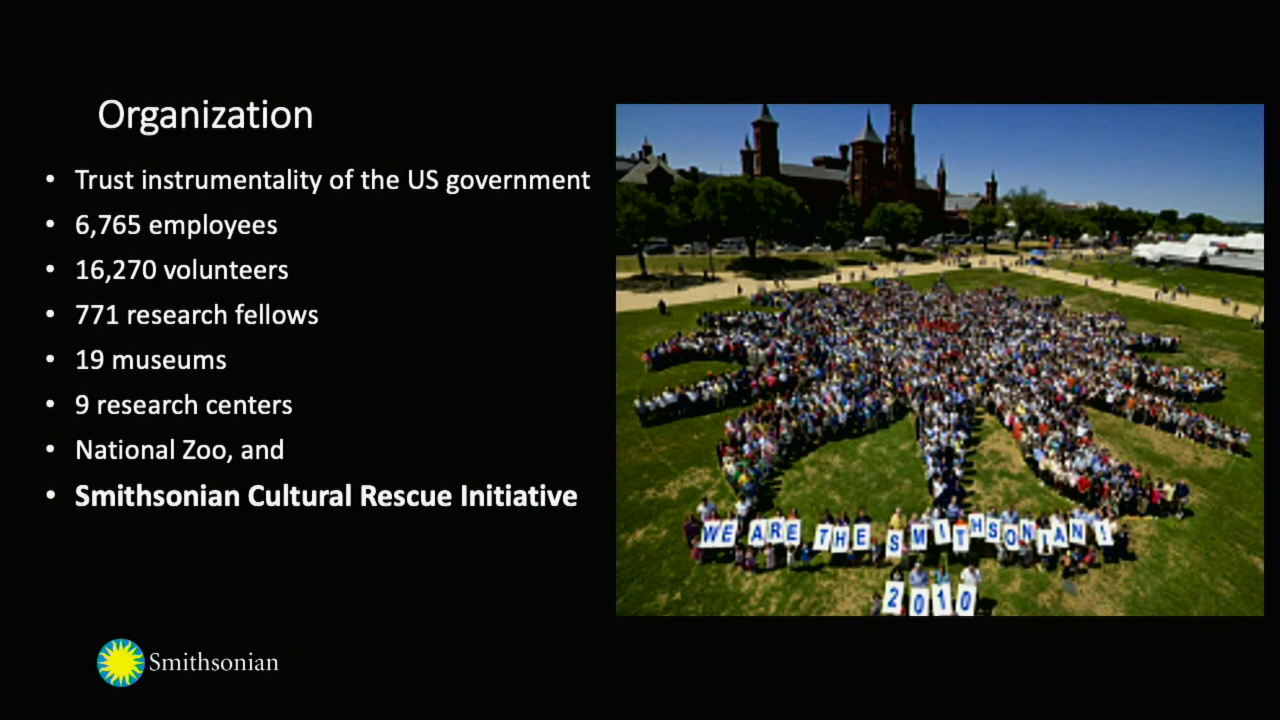 Organization
• Trust instrumentality of the US government
• 6,765 employees
• 16,270 volunteers
• 771 research fellows
• 19 museums
• 9 research centers
• National Zoo, and
• Smithsonian Cultural Rescue Initiative
WE ARE THE SMITHSONIAN!
2010
Smithsonian